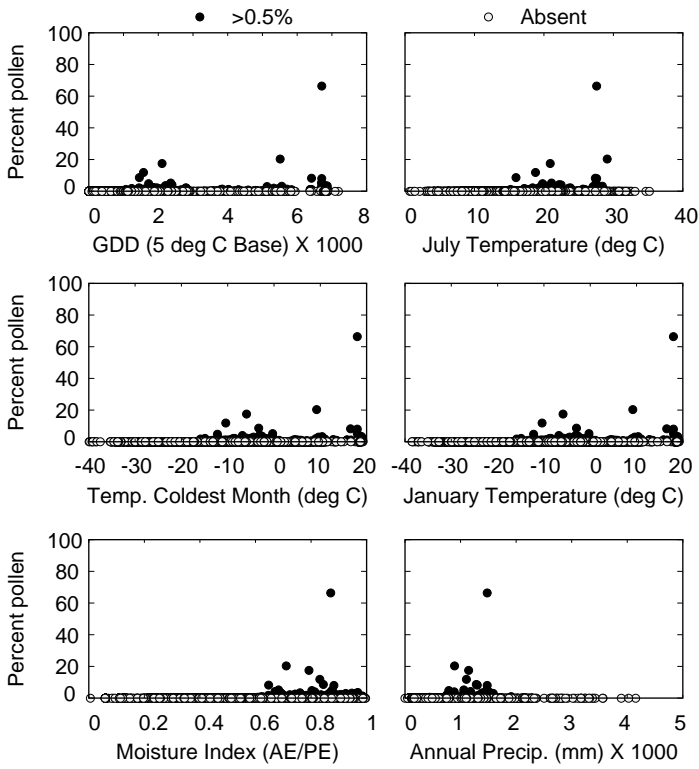 >0.5% Absent
Percent pollen
100
80
60
40
20
0
0 2 4 6 8
GDD (5 deg C Base) X 1000
0 10 20 30 40
July Temperature (deg C)
Percent pollen
100
80
60
40
20
0
-40 -30 -20 -10 0 10 20
Temp. Coldest Month (deg C)
-40 -30 -20 -10 0 10 20
January Temperature (deg C)
Percent pollen
100
80
60
40
20
0
0 0.2 0.4 0.6 0.8 1
Moisture Index (AE/PE)
0 1 2 3 4 5
Annual Precip. (mm) X 1000